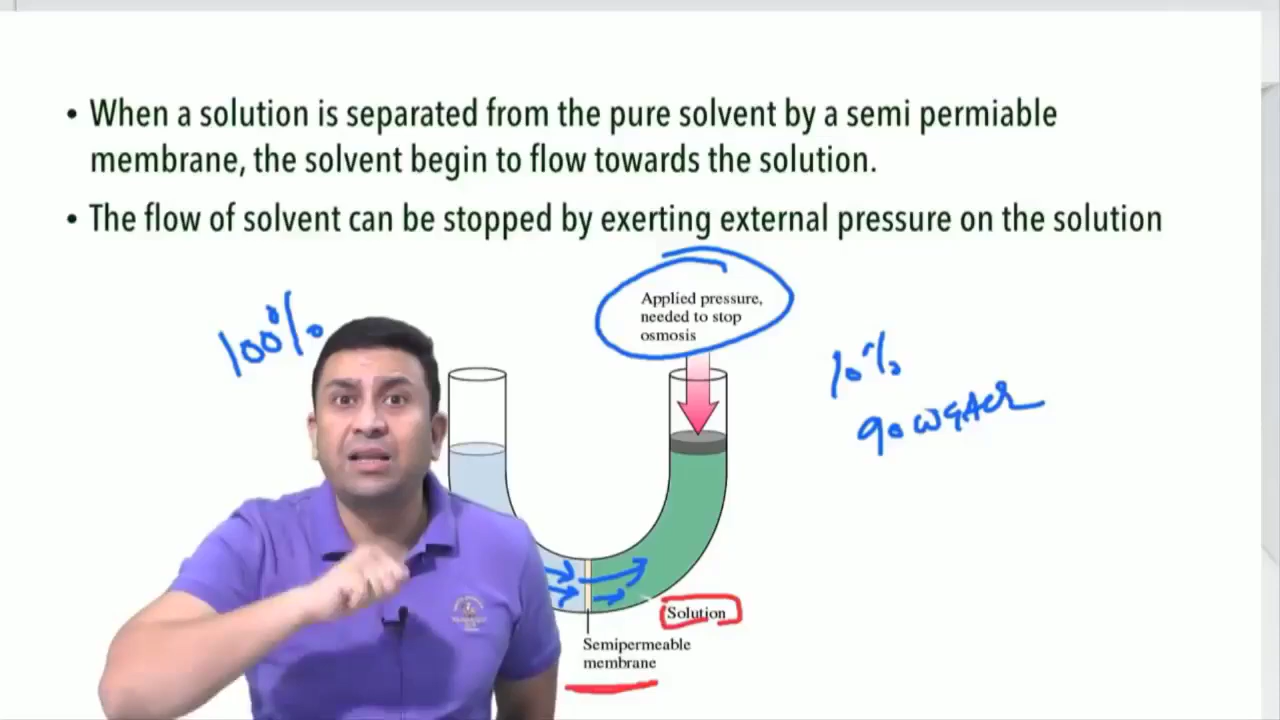 • When a solution is separated from the pure solvent by a semi permiable
membrane, the solvent begin to flow towards the solution.
• The flow of solvent can be stopped by exerting external pressure on the solution
Applied pressure,
needed to stop
osmosis
100%
10%
90
Solution
Semipermeable
membrane